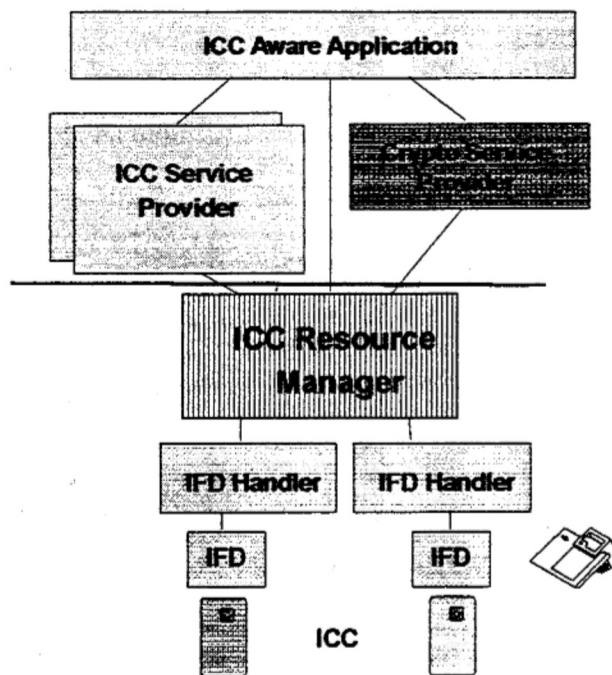 ICC Aware Application
ICC Service
Provider
Crypto Service
Provider
ICC Resource
Manager
IFD Handler
IFD Handler
IFD
IFD
ICC